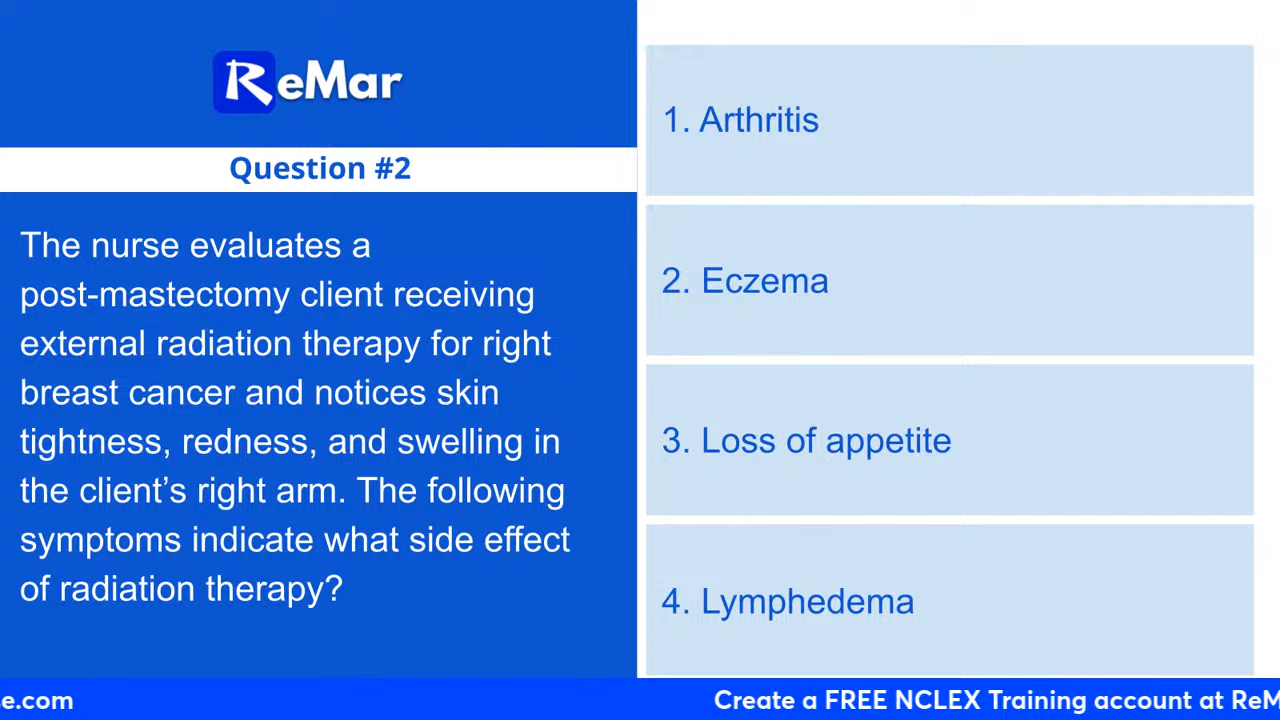 ReMar
Question #2
The nurse evaluates a
post-mastectomy client receiving
external radiation therapy for right
breast cancer and notices skin
tightness, redness, and swelling in
the client’s right arm. The following
symptoms indicate what side effect
of radiation therapy?
1. Arthritis
2. Eczema
3. Loss of appetite
4. Lymphedema
se.com
Create a FREE NCLEX Training account at ReM